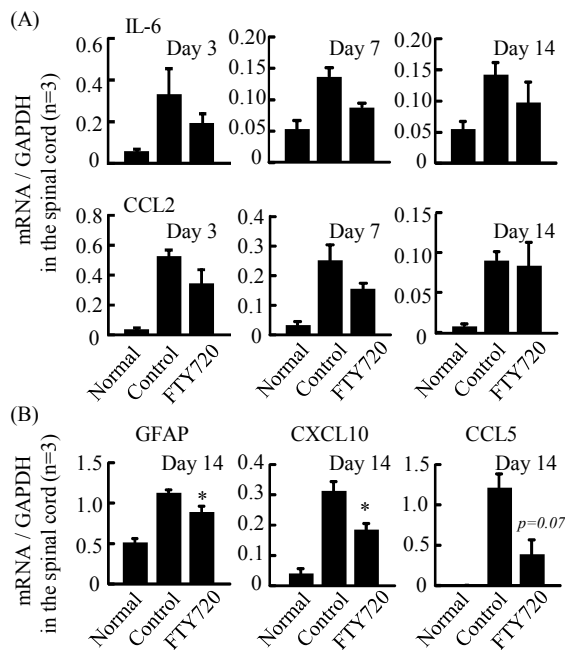 (A)
IL-6
mRNA / GAPDH
in the spinal cord (n=3)
0.6
0.4
0.2
0
Day 3
0.20
0.15
0.10
0.05
0
Day 7
0.20
0.15
0.10
0.05
0
Day 14
CCL2
0.6
0.4
0.2
0
Day 3
0.3
0.2
0.1
0
Day 7
0.10
0.05
0
Day 14
Normal
Control
FTY720
Normal
Control
FTY720
Normal
Control
FTY720
(B)
mRNA / GAPDH
in the spinal cord (n=3)
GFAP
1.5
1.0
0.5
0
Day 14
*
CXCL10
0.3
0.2
0.1
0
Day 14
*
CCL5
1.5
1.0
0.5
0
Day 14
p=0.07
Normal
Control
FTY720
Normal
Control
FTY720
Normal
Control
FTY720